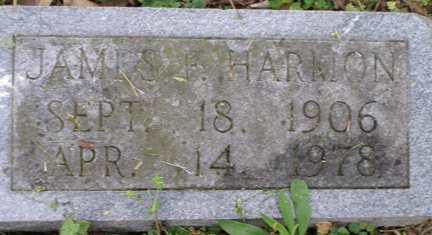 JAMES F. HARMON
SEPT. 18, 1906
APR. 14, 1978